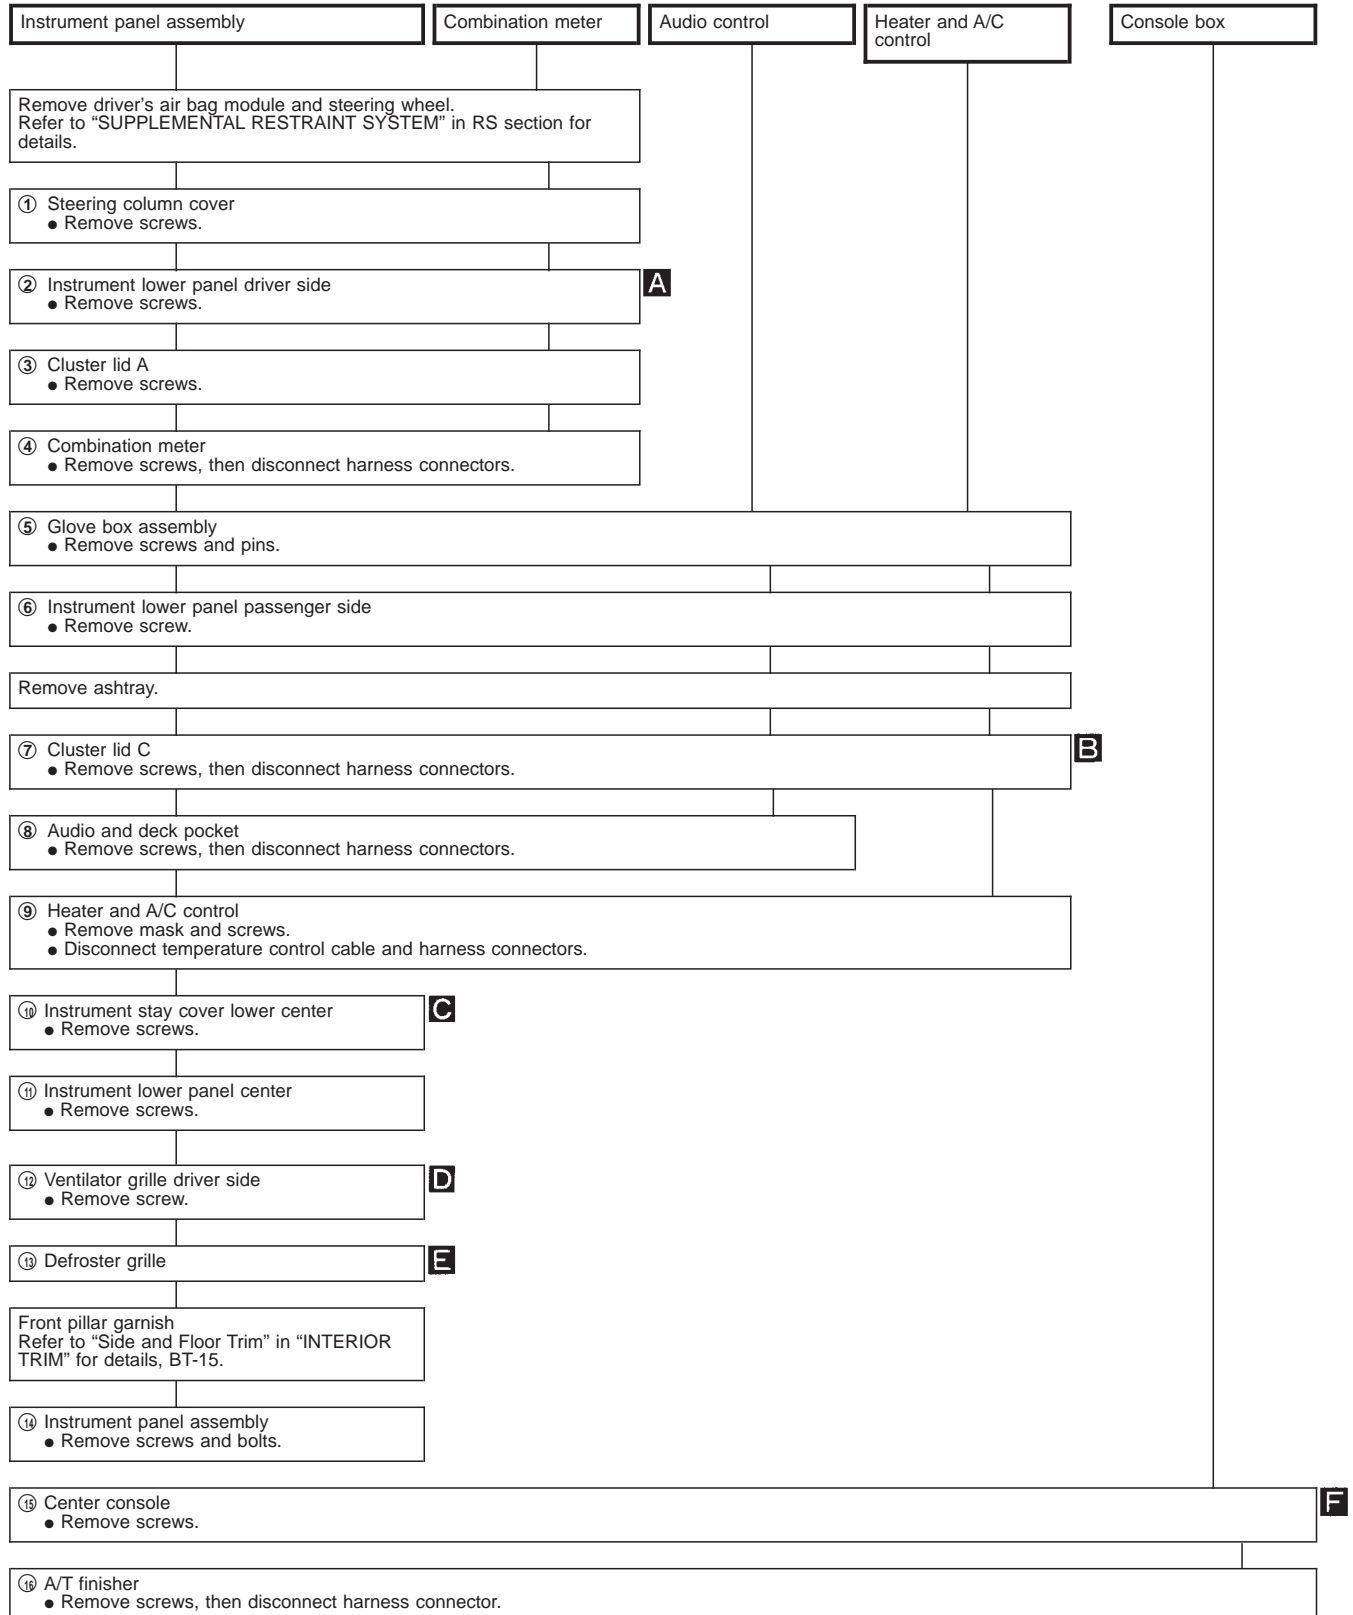 Instrument panel assembly
Combination meter
Audio control
Heater and A/C
control
Console box
Remove driver's air bag module and steering wheel.
Refer to “SUPPLEMENTAL RESTRAINT SYSTEM” in RS section for
details.
① Steering column cover
● Remove screws.
② Instrument lower panel driver side
● Remove screws.
A
③ Cluster lid A
● Remove screws.
④ Combination meter
● Remove screws, then disconnect harness connectors.
⑤ Glove box assembly
● Remove screws and pins.
⑥ Instrument lower panel passenger side
● Remove screw.
Remove ashtray.
⑦ Cluster lid C
● Remove screws, then disconnect harness connectors.
B
⑧ Audio and deck pocket
● Remove screws, then disconnect harness connectors.
⑨ Heater and A/C control
● Remove mask and screws.
● Disconnect temperature control cable and harness connectors.
⑩ Instrument stay cover lower center
● Remove screws.
C
⑪ Instrument lower panel center
● Remove screws.
⑫ Ventilator grille driver side
● Remove screw.
D
⑬ Defroster grille
E
Front pillar garnish
Refer to “Side and Floor Trim” in “INTERIOR
TRIM” for details, BT-15.
⑭ Instrument panel assembly
● Remove screws and bolts.
⑮ Center console
● Remove screws.
F
⑯ A/T finisher
● Remove screws, then disconnect harness connector.